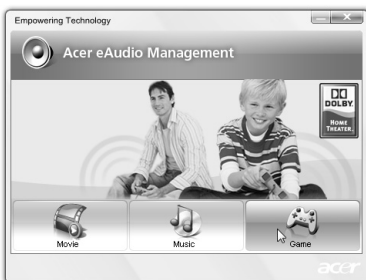 Empowering Technology
Acer eAudio Management
DOLBY
HOME
THEATER
Movie
Music
Game
acer